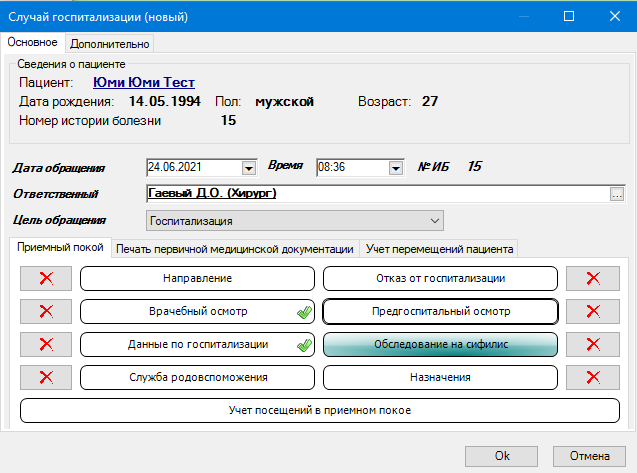 Случай госпитализации (новый)
Основное Дополнительно
Сведения о пациенте
Пациент: Юми Юми Тест
Дата рождения: 14.05.1994 Пол: мужской Возраст: 27
Номер истории болезни 15
Дата обращения 24.06.2021 Время 08:36 № ИБ 15
Ответственный Гаевый Д.О. (Хирург) ...
Цель обращения Госпитализация
Приемный покой Печать первичной медицинской документации Учет перемещений пациента
Направление Отказ от госпитализации
Врачебный осмотр Предгоспитальный осмотр
Данные по госпитализации Обследование на сифилис
Служба родовспоможения Назначения
Учет посещений в приемном покое
Ok Отмена